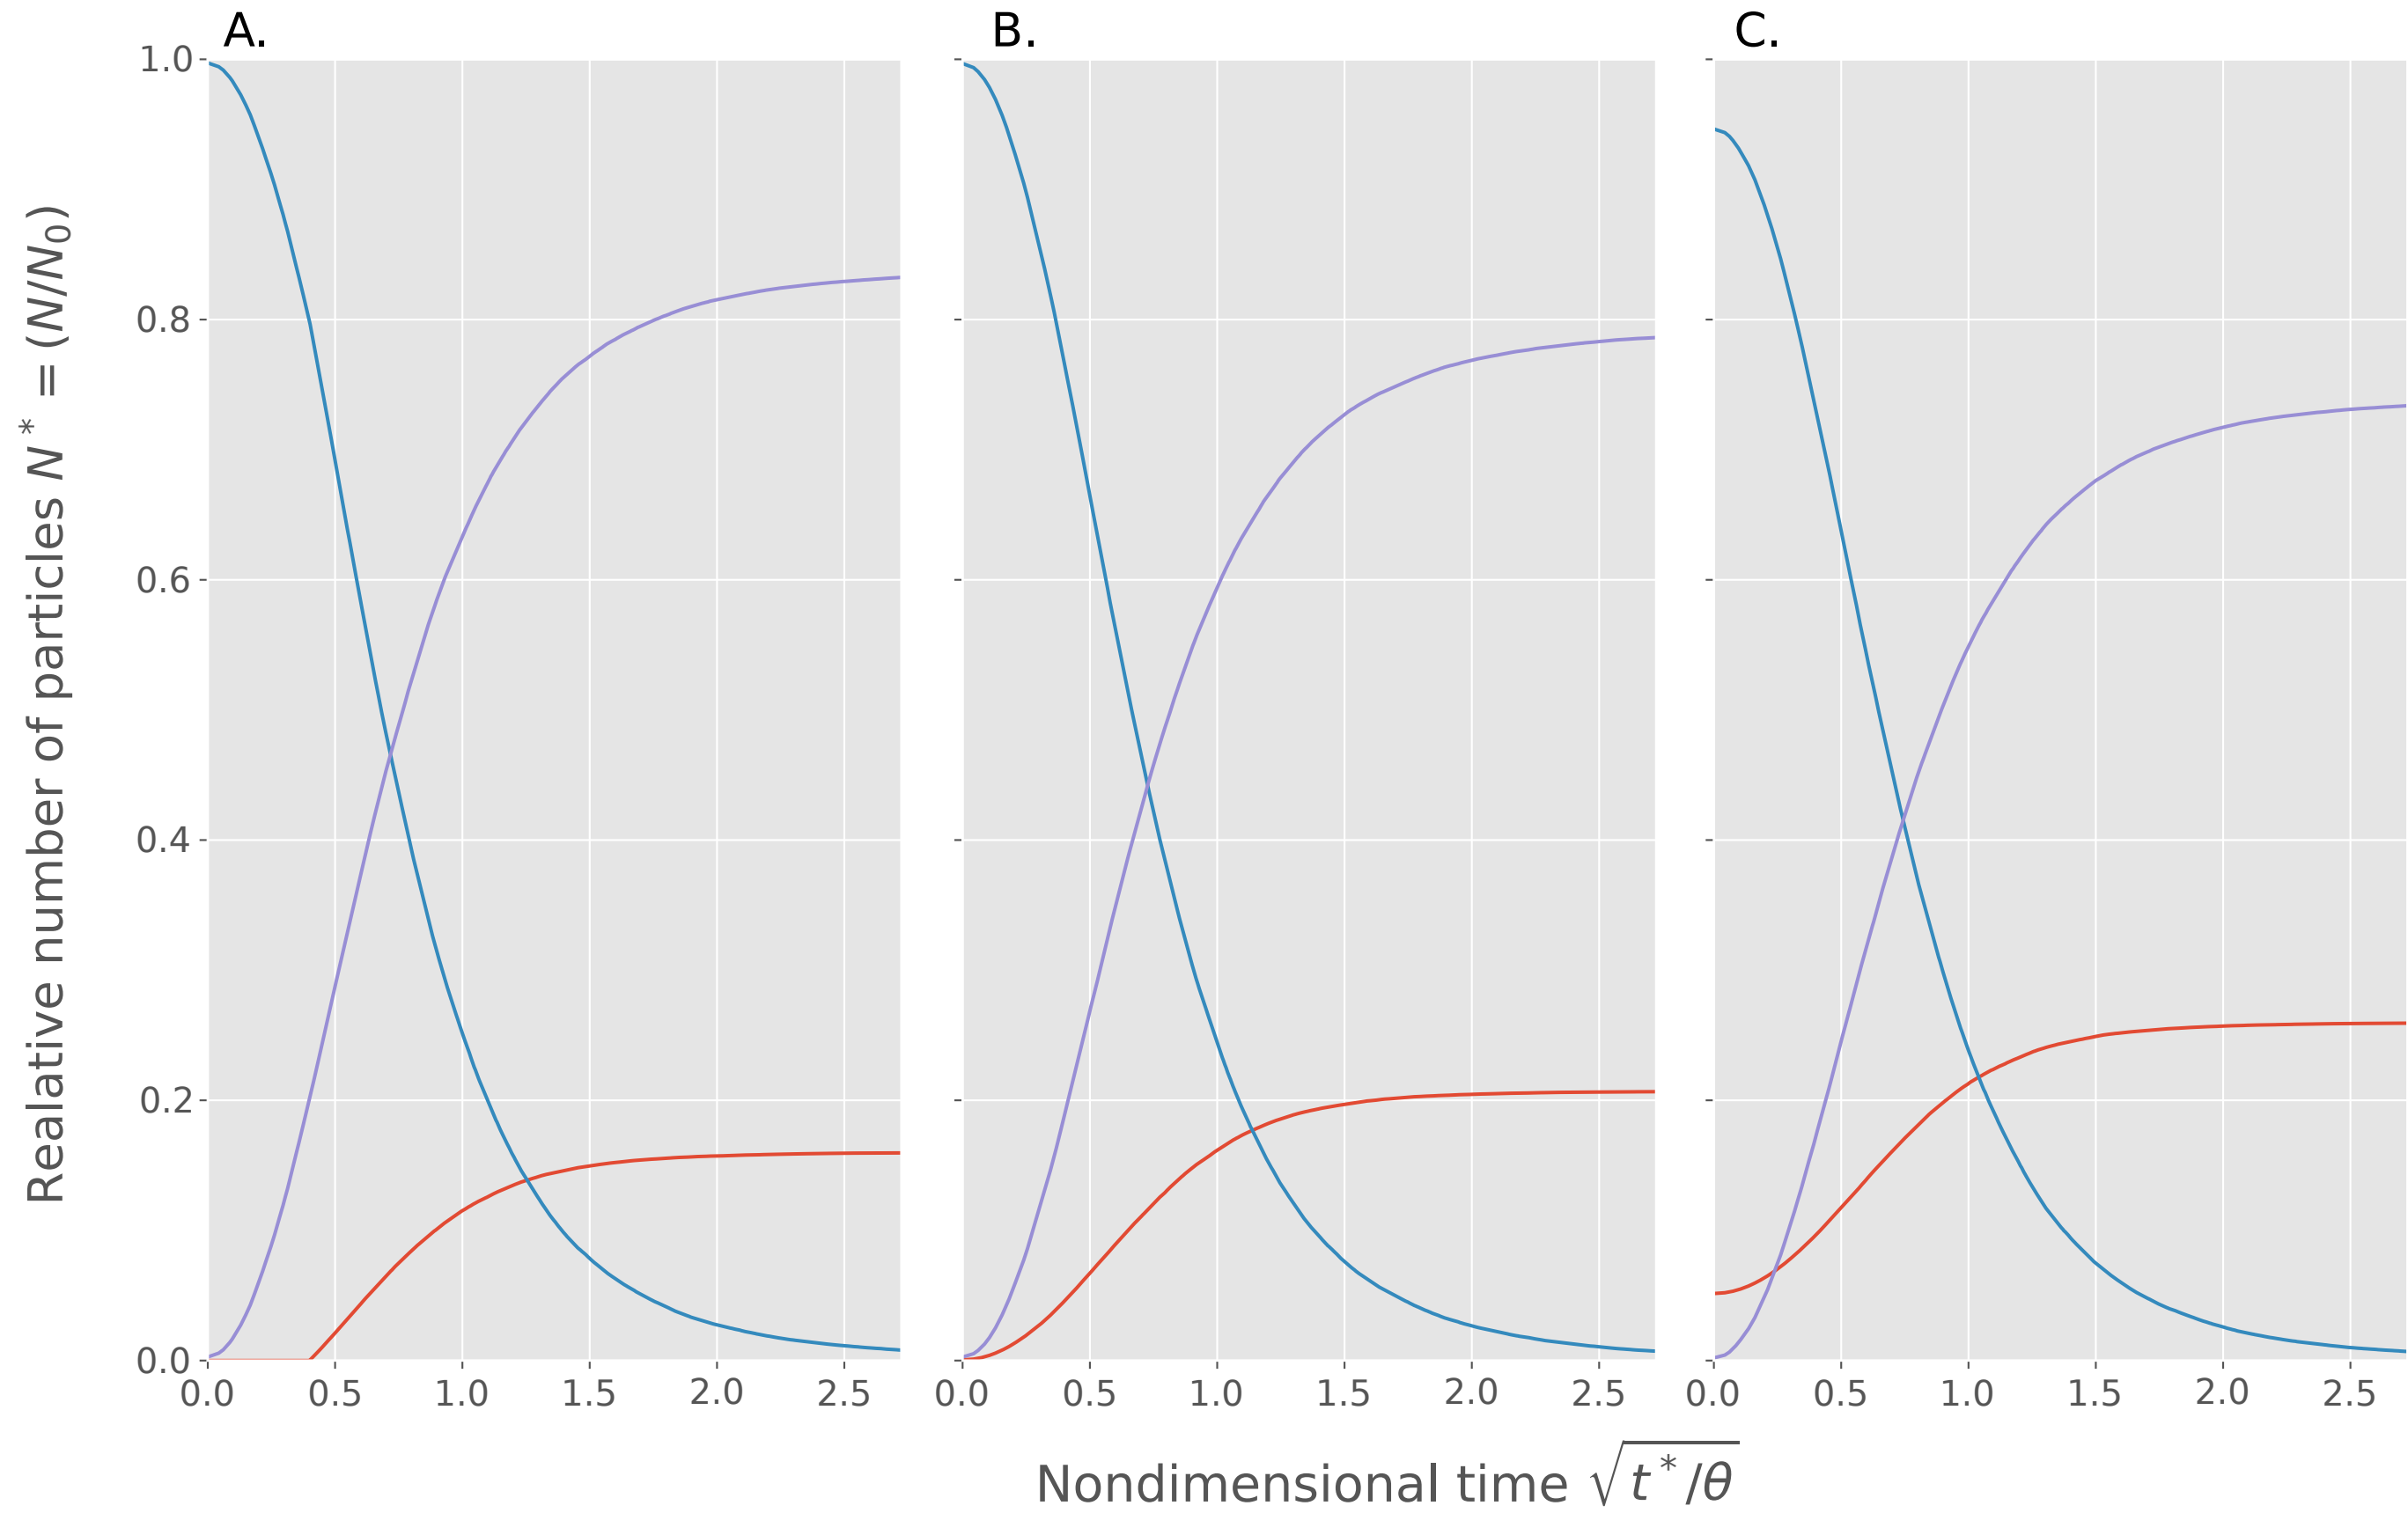 A. B. C.
Realative number of particles N* = (N/N₀)
1.0
0.8
0.6
0.4
0.2
0.0
0.0 0.5 1.0 1.5 2.0 2.5
0.0 0.5 1.0 1.5 2.0 2.5
0.0 0.5 1.0 1.5 2.0 2.5
Nondimensional time √t*/θ